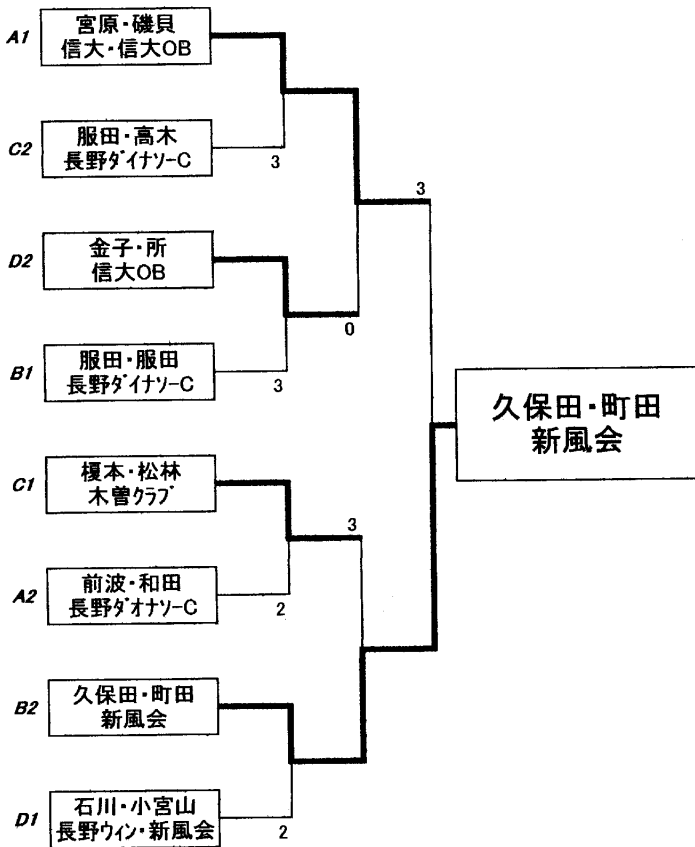 A1
宮原・磯貝
信大・信大OB
C2
服田・高木
長野ダイナソーC
3
3
D2
金子・所
信大OB
0
B1
服田・服田
長野ダイナソーC
3
久保田・町田
新風会
C1
榎本・松林
木曽クラブ
3
A2
前波・和田
長野ダオナソーC
2
B2
久保田・町田
新風会
D1
石川・小宮山
長野ウィン・新風会
2